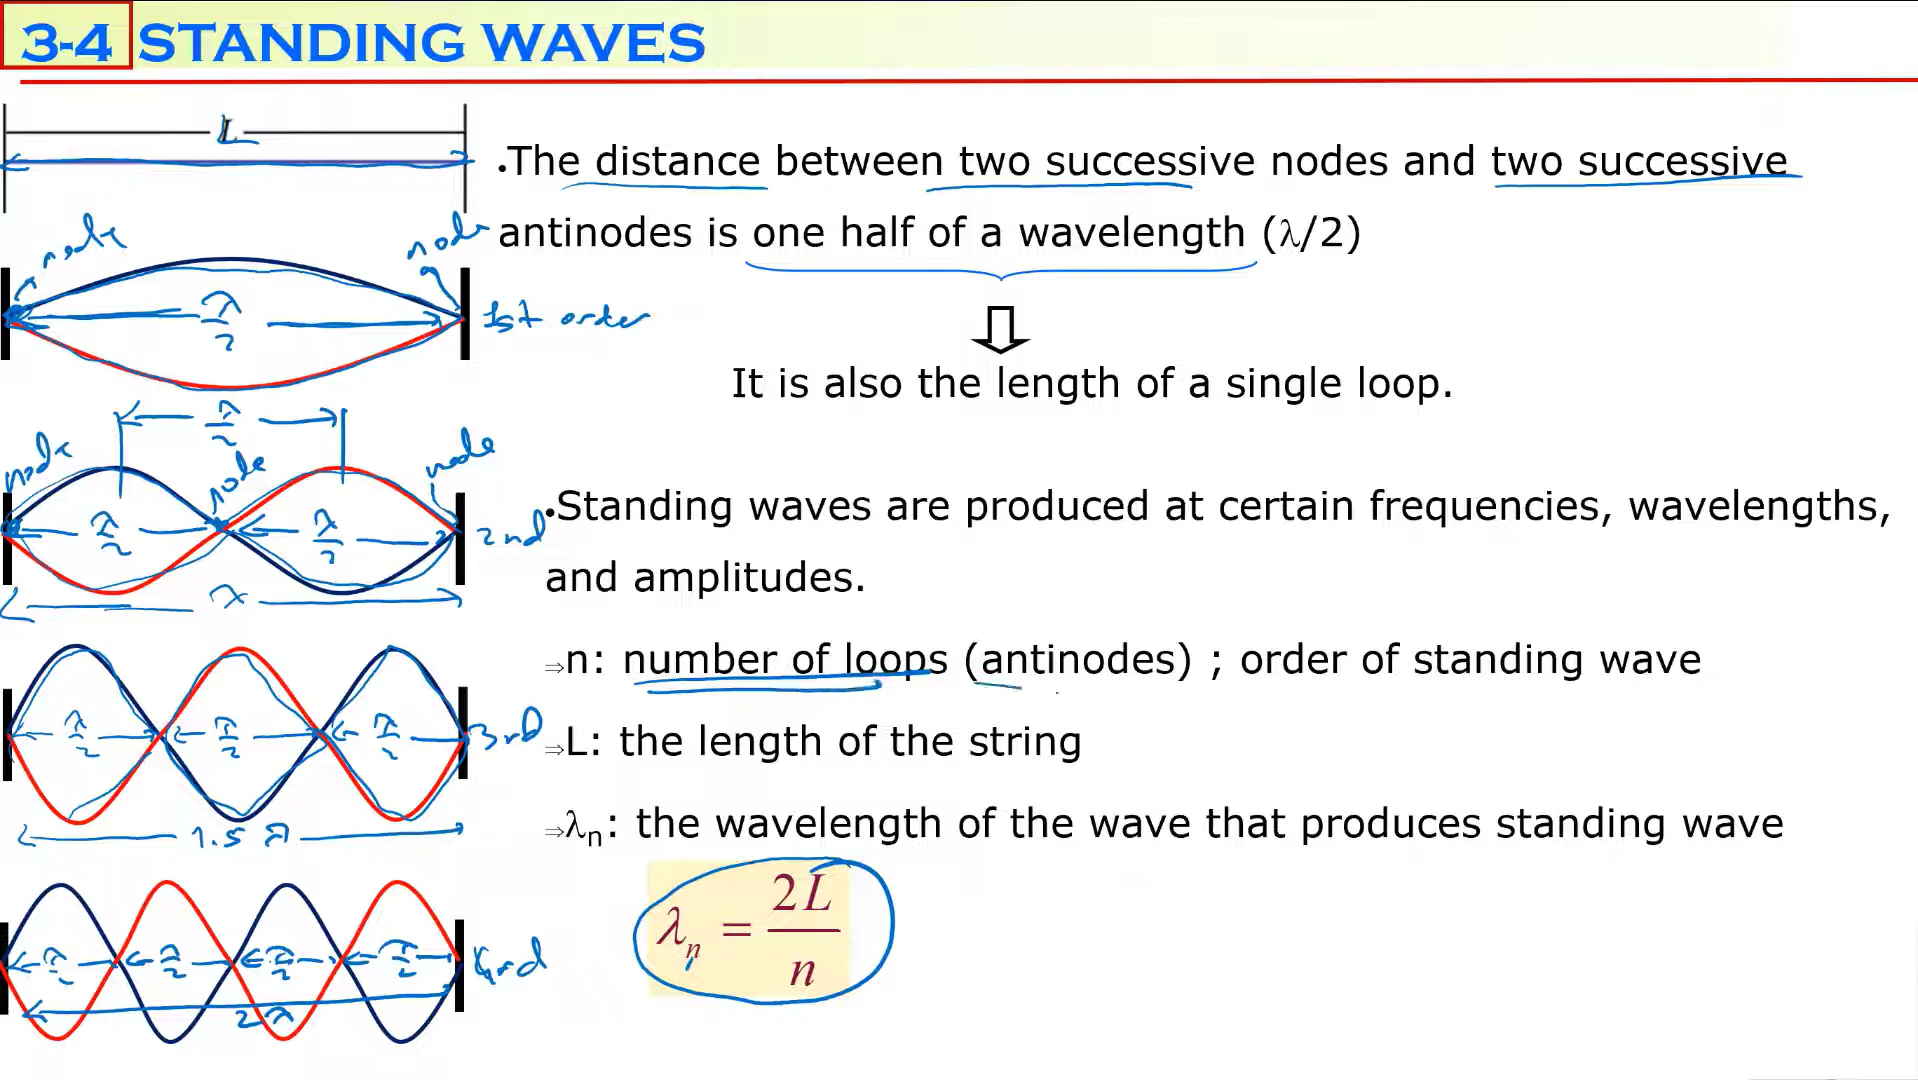 3-4 STANDING WAVES
L
•The distance between two successive nodes and two successive
antinodes is one half of a wavelength (λ/2)
node
node
λ/2
1st order
It is also the length of a single loop.
λ/2
node
node
node
λ/2
λ/2
2nd
λ
•Standing waves are produced at certain frequencies, wavelengths,
and amplitudes.
⇒n: number of loops (antinodes) ; order of standing wave
λ/2
λ/2
λ/2
3rd
⇒L: the length of the string
1.5 λ
⇒λn: the wavelength of the wave that produces standing wave
λn = 2L/n
λ/2
λ/2
λ/2
λ/2
4rd
2λ